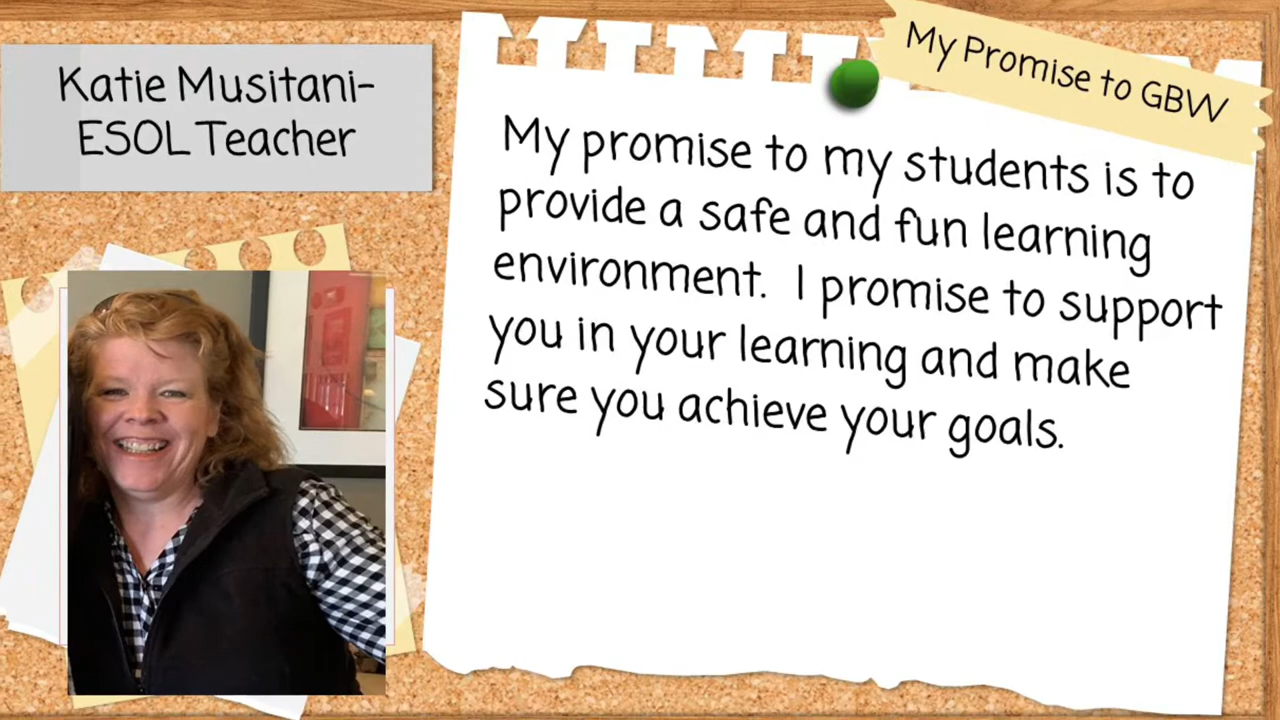 Katie Musitani-
ESOL Teacher
My Promise to GBW
My promise to my students is to
provide a safe and fun learning
environment. I promise to support
you in your learning and make
sure you achieve your goals.